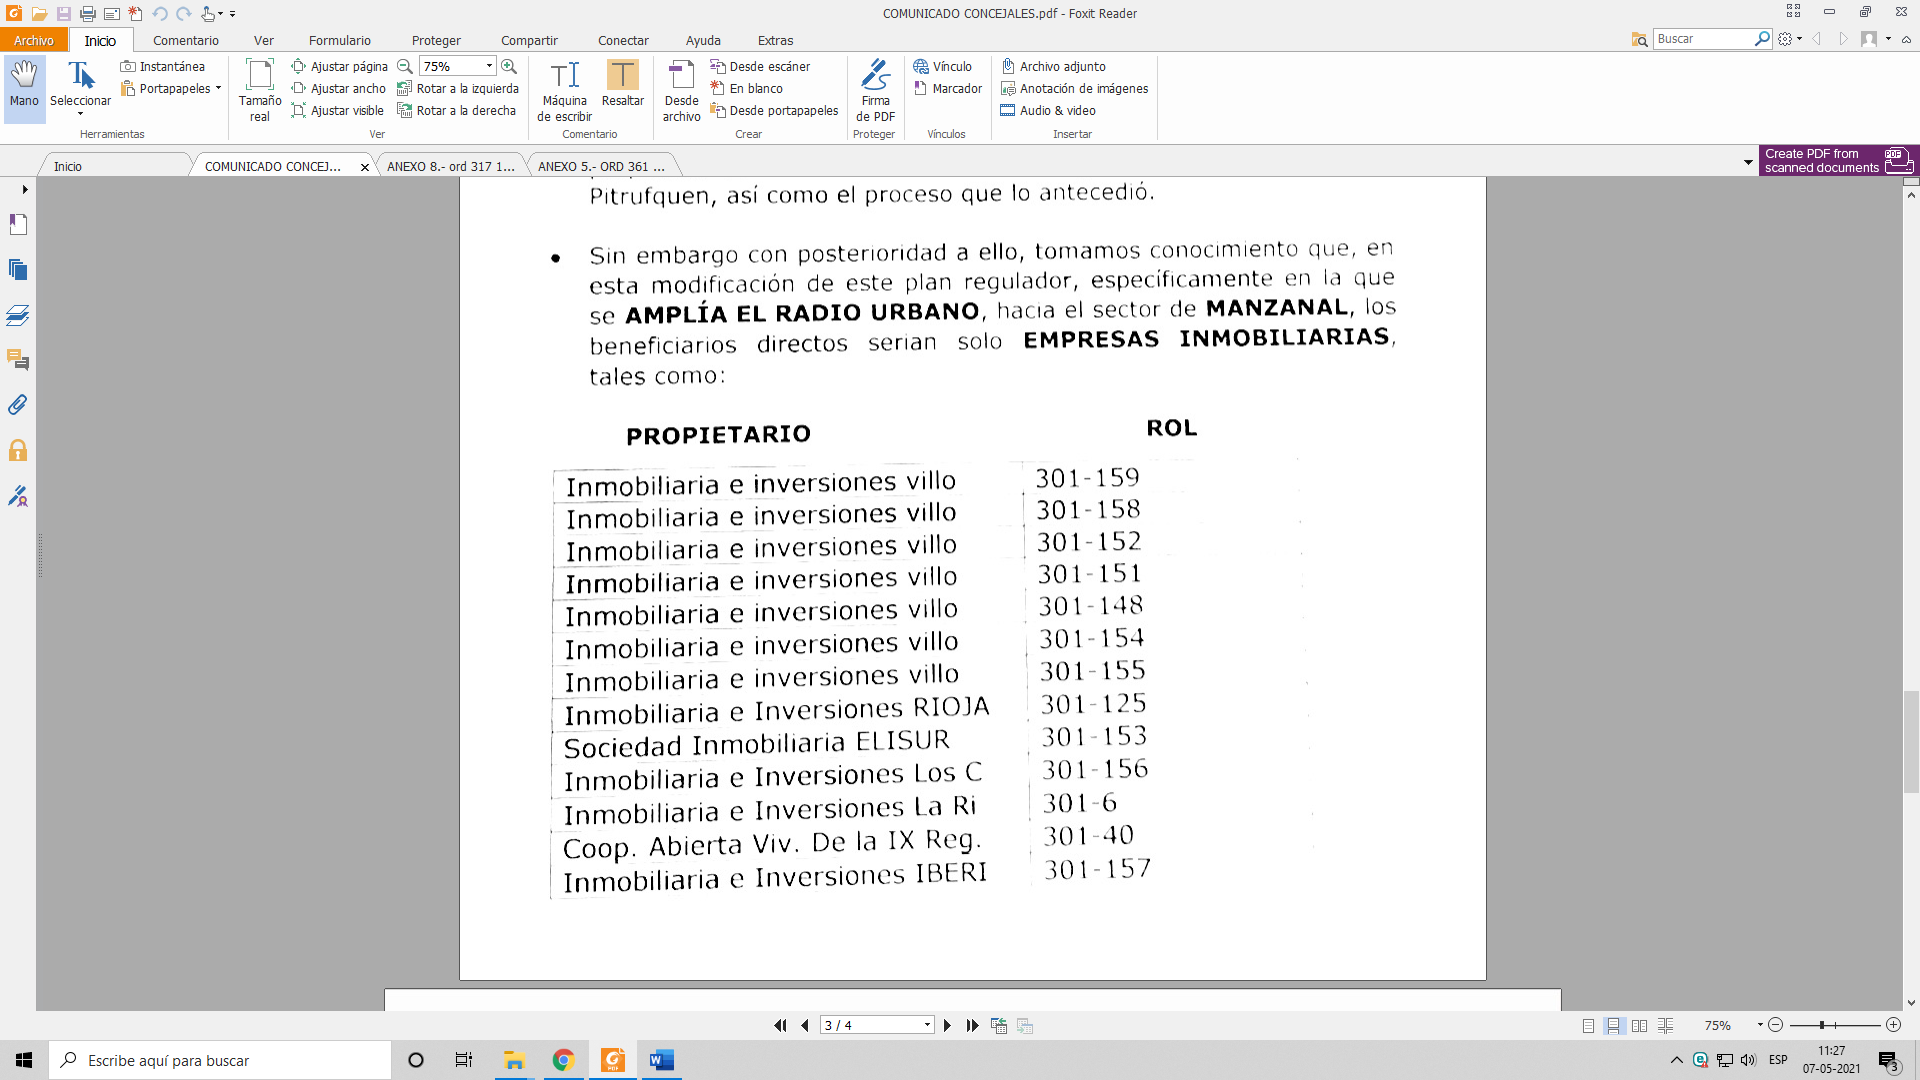 COMUNICADO CONCEJALES.pdf - Foxit Reader
Archivo Inicio Comentario Ver Formulario Proteger Compartir Conectar Ayuda Extras
Buscar
Mano
Seleccionar
Instantánea
Portapapeles
Herramientas
Tamaño real
Ajustar página
Ajustar ancho
Ajustar visible
75%
Rotar a la izquierda
Rotar a la derecha
Ver
Máquina de escribir
Resaltar
Comentario
Desde archivo
Desde escáner
En blanco
Desde portapapeles
Crear
Firma de PDF
Proteger
Vínculo
Marcador
Vínculos
Archivo adjunto
Anotación de imágenes
Audio & video
Insertar
Inicio
COMUNICADO CONCEJ...
ANEXO 8.- ord 317 1...
ANEXO 5.- ORD 361 ...
Create PDF from
scanned documents
PDF
Pitrufquen, así como el proceso que lo antecedió.
• Sin embargo con posterioridad a ello, tomamos conocimiento que, en
esta modificación de este plan regulador, específicamente en la que
se AMPLÍA EL RADIO URBANO, hacia el sector de MANZANAL, los
beneficiarios directos serian solo EMPRESAS INMOBILIARIAS,
tales como:
PROPIETARIO ROL
Inmobiliaria e inversiones villo 301-159
Inmobiliaria e inversiones villo 301-158
Inmobiliaria e inversiones villo 301-152
Inmobiliaria e inversiones villo 301-151
Inmobiliaria e inversiones villo 301-148
Inmobiliaria e inversiones villo 301-154
Inmobiliaria e inversiones villo 301-155
Inmobiliaria e Inversiones RIOJA 301-125
Sociedad Inmobiliaria ELISUR 301-153
Inmobiliaria e Inversiones Los C 301-156
Inmobiliaria e Inversiones La Ri 301-6
Coop. Abierta Viv. De la IX Reg. 301-40
Inmobiliaria e Inversiones IBERI 301-157
3 / 4
75%
Escribe aquí para buscar
ESP
11:27
07-05-2021
3